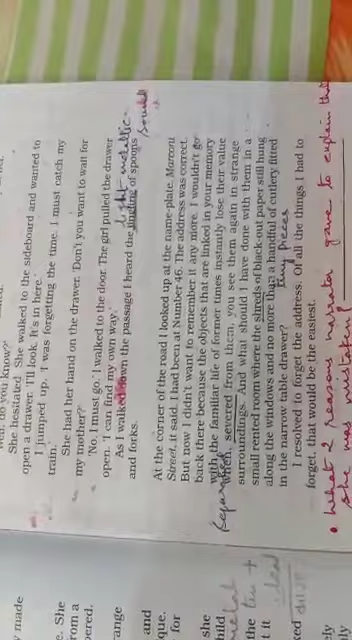 do you know?'
She hesitated. She walked to the sideboard and wanted to
open a drawer. 'I'll look, it's in here.'
I jumped up. 'I was forgetting the time. I must catch my
train.'
She had her hand on the drawer. 'Don't you want to wait for
my mother?'
'No, I must go.' I walked to the door. The girl pulled the drawer
open. 'I can find my own way.'
light metallic
As I walked down the passage I heard the jingling of spoons
sound
and forks.
At the corner of the road I looked up at the name-plate. Marconi
Street, it said. I had been at Number 46. The address was correct.
But now I didn't want to remember it any more. I wouldn't go
back there because the objects that are linked in your memory
with the familiar life of former times instantly lose their value
Separated
when, severed from them, you see them again in strange
surroundings. And what should I have done with them in a
small rented room where the shreds of black-out paper still hung
along the windows and no more than a handful of cutlery fitted
tiny pieces
in the narrow table drawer?
I resolved to forget the address. Of all the things I had to
forget, that would be the easiest.
• What 2 reasons narrator gave to explain that
she was mistaken?
made
She
from a
ered.
ange
and
que.
for
she
hild
the
it
ked
ely